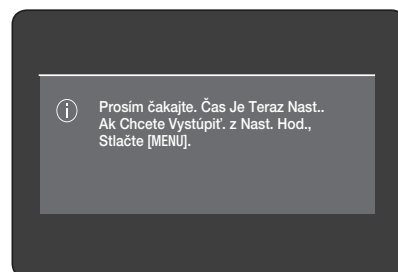 Prosím čakajte. Čas Je Teraz Nast..
Ak Chcete Vystúpiť. z Nast. Hod.,
Stlačte [MENU].